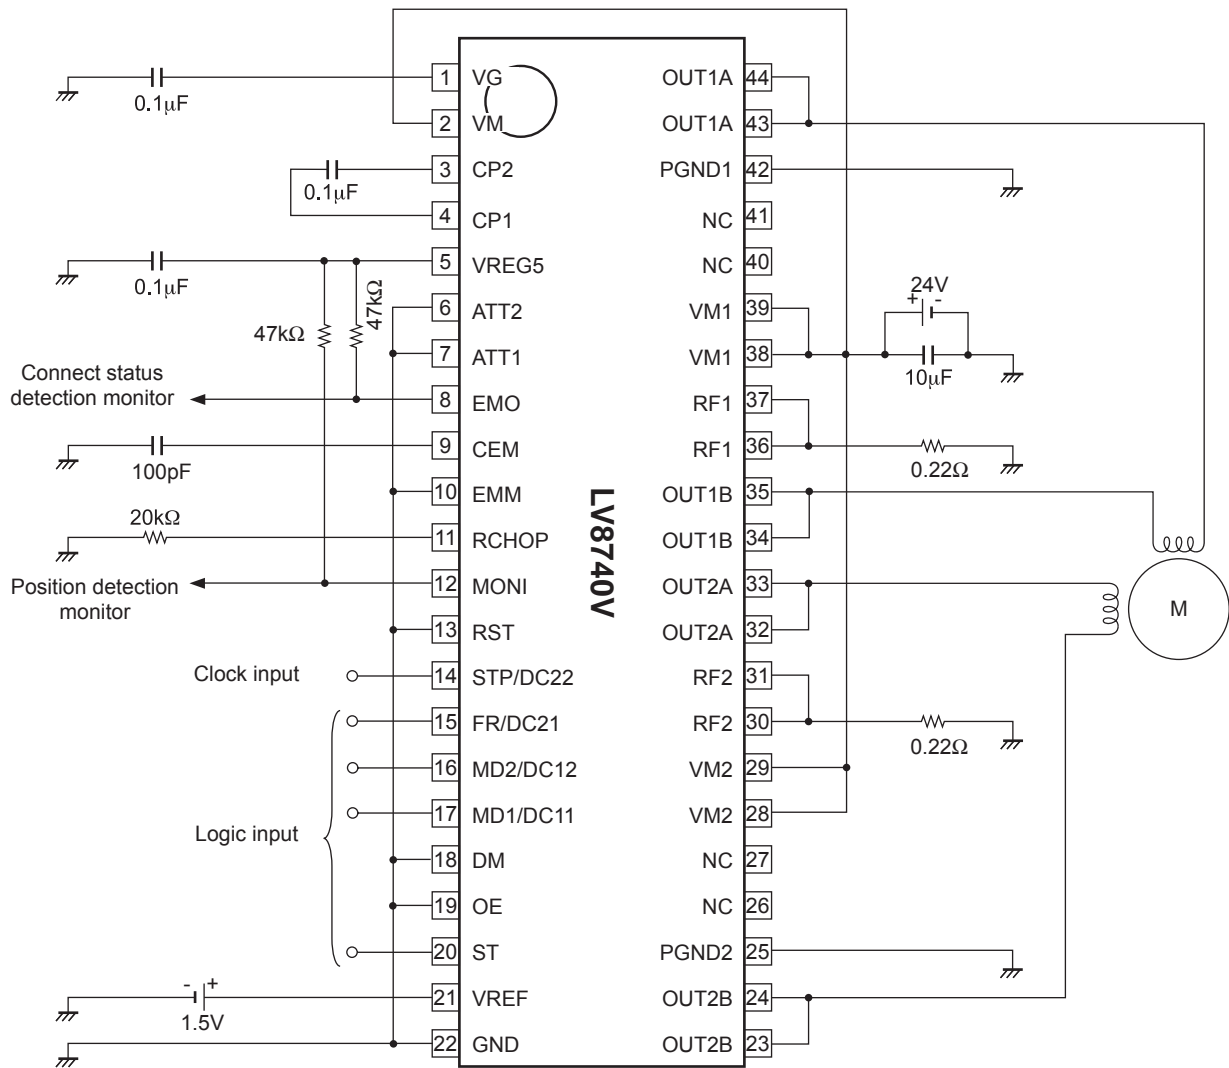 1 VG OUT1A 44
0.1μF
2 VM OUT1A 43
3 CP2 PGND1 42
0.1μF
4 CP1 NC 41
5 VREG5 NC 40
0.1μF
24V
+ -
6 ATT2 VM1 39
47kΩ
47kΩ
7 ATT1 VM1 38
10μF
Connect status
detection monitor
8 EMO RF1 37
9 CEM RF1 36
100pF
0.22Ω
10 EMM OUT1B 35
20kΩ
11 RCHOP OUT1B 34
LV8740V
12 MONI OUT2A 33
Position detection
monitor
M
13 RST OUT2A 32
Clock input
14 STP/DC22 RF2 31
15 FR/DC21 RF2 30
0.22Ω
16 MD2/DC12 VM2 29
17 MD1/DC11 VM2 28
Logic input
18 DM NC 27
19 OE NC 26
20 ST PGND2 25
- +
21 VREF OUT2B 24
1.5V
22 GND OUT2B 23